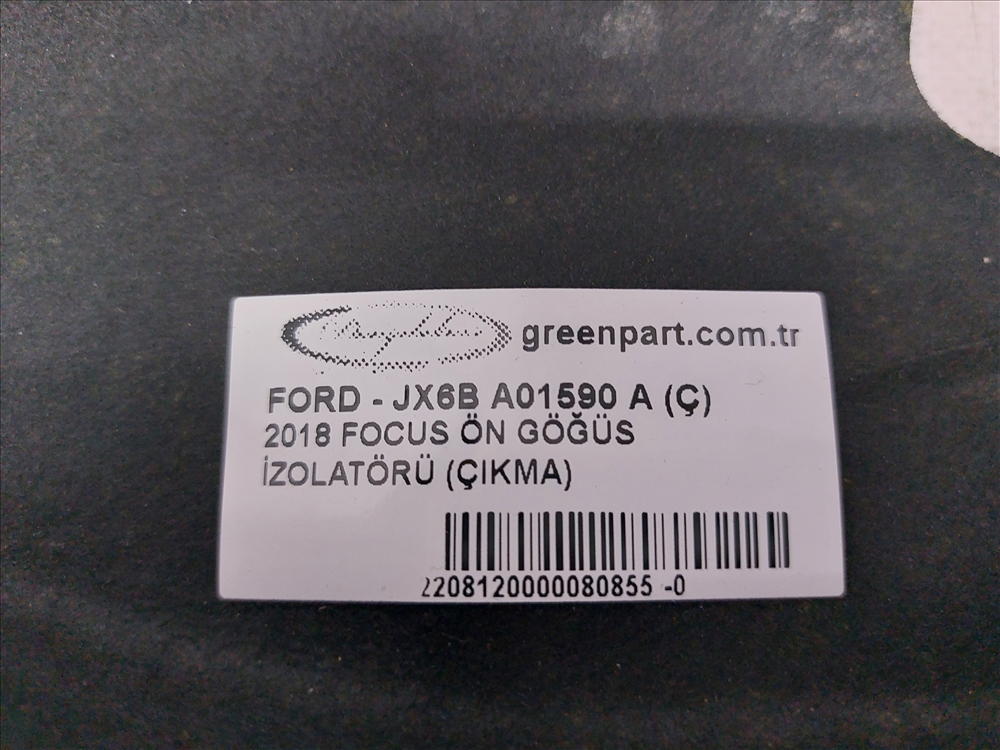 greenpart.com.tr
FORD - JX6B A01590 A (Ç)
2018 FOCUS ÖN GÖĞÜS
İZOLATÖRÜ (ÇIKMA)
2208120000080855 -0